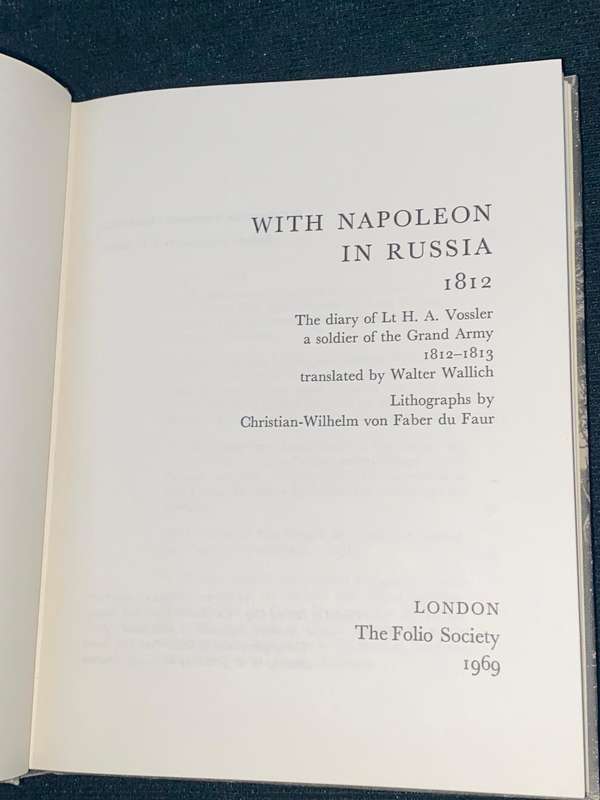 WITH NAPOLEON
IN RUSSIA
1812
The diary of Lt H. A. Vossler
a soldier of the Grand Army
1812–1813
translated by Walter Wallich
Lithographs by
Christian-Wilhelm von Faber du Faur
LONDON
The Folio Society
1969